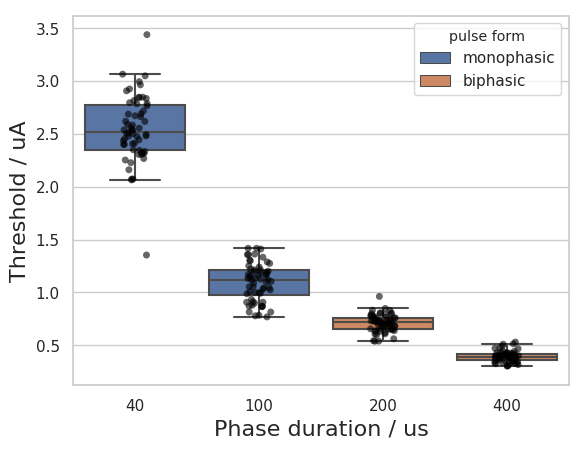 3.5
3.0
2.5
2.0
1.5
1.0
0.5
Threshold / uA
pulse form
monophasic
biphasic
40 100 200 400
Phase duration / us